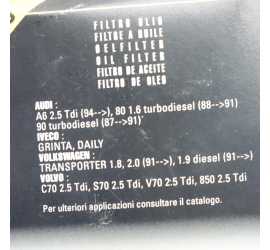 FILTRO OLIO
FILTRE A HUILE
OELFILTER
OIL FILTER
FILTRO DE ACEITE
FILTRO DE OLEO
AUDI :
A6 2.5 Tdi (94-->), 80 1.6 turbodiesel (88-->91)
90 turbodiesel (87-->91)
IVECO :
GRINTA, DAILY
VOLKSWAGEN :
TRANSPORTER 1.8, 2.0 (91-->), 1.9 diesel (91-->)
VOLVO :
C70 2.5 Tdi, S70 2.5 Tdi, V70 2.5 Tdi, 850 2.5 Tdi
Per ulteriori applicazioni consultare il catalogo.